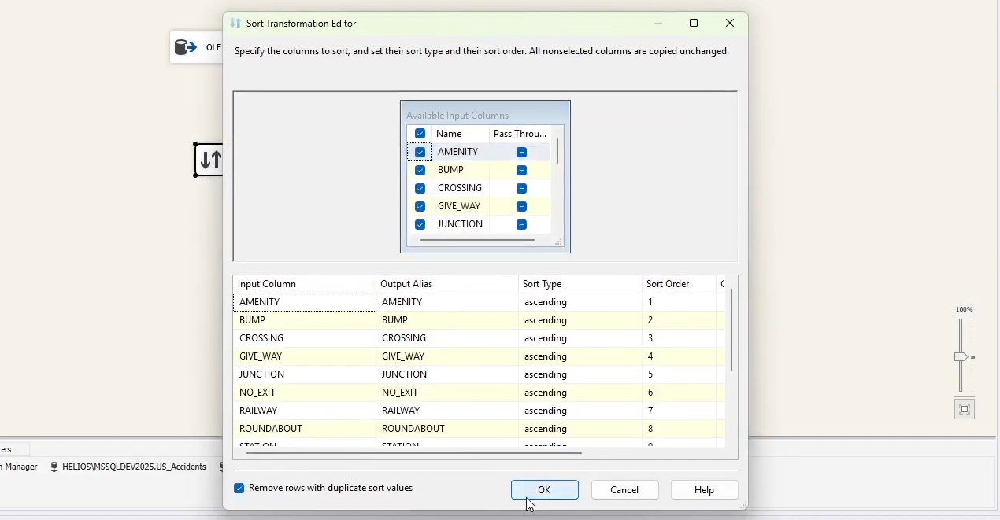 Sort Transformation Editor
OLE
Specify the columns to sort, and set their sort type and their sort order. All nonselected columns are copied unchanged.
Available Input Columns
Name Pass Throu...
AMENITY
BUMP
CROSSING
GIVE_WAY
JUNCTION
Input Column Output Alias Sort Type Sort Order
AMENITY AMENITY ascending 1
BUMP BUMP ascending 2
CROSSING CROSSING ascending 3
GIVE_WAY GIVE_WAY ascending 4
JUNCTION JUNCTION ascending 5
NO_EXIT NO_EXIT ascending 6
RAILWAY RAILWAY ascending 7
ROUNDABOUT ROUNDABOUT ascending 8
STATION STATION ascending 9
100%
ers
n Manager HELIOS\MSSQLDEV2025.US_Accidents
Remove rows with duplicate sort values
OK Cancel Help